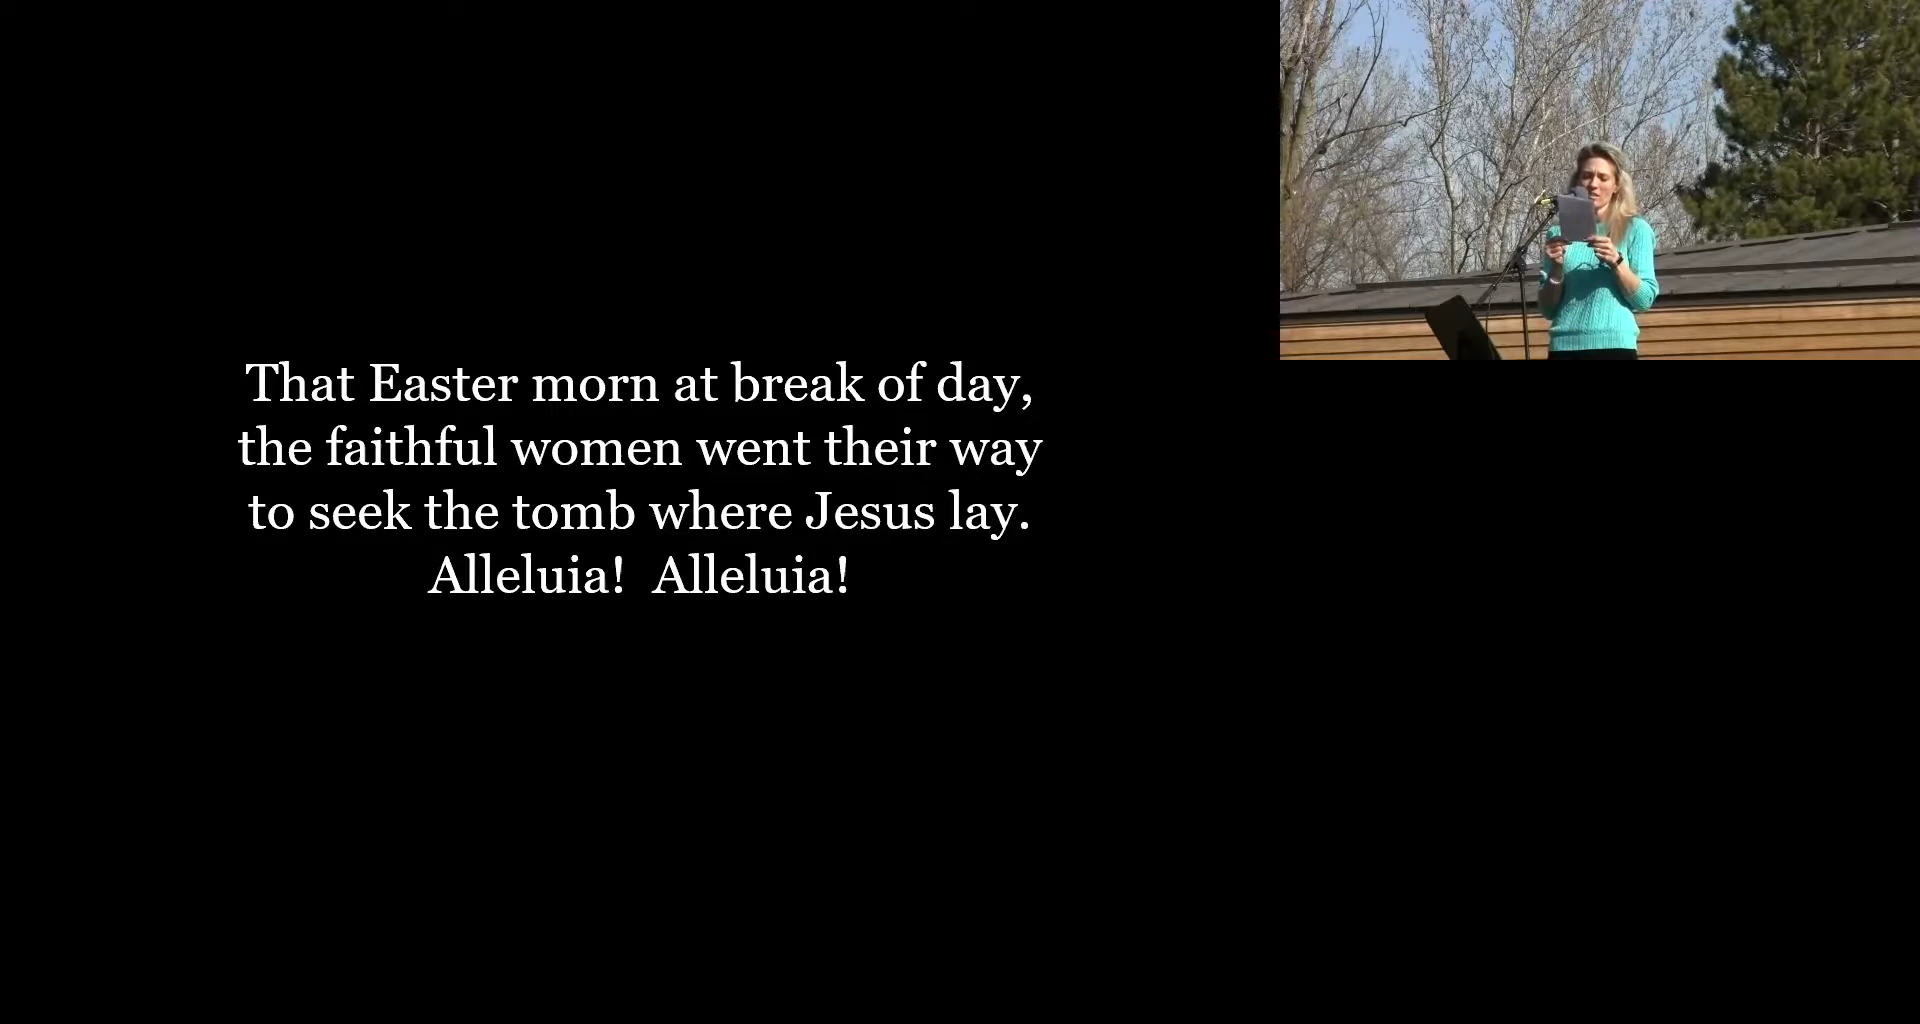 That Easter morn at break of day,
the faithful women went their way
to seek the tomb where Jesus lay.
Alleluia!  Alleluia!